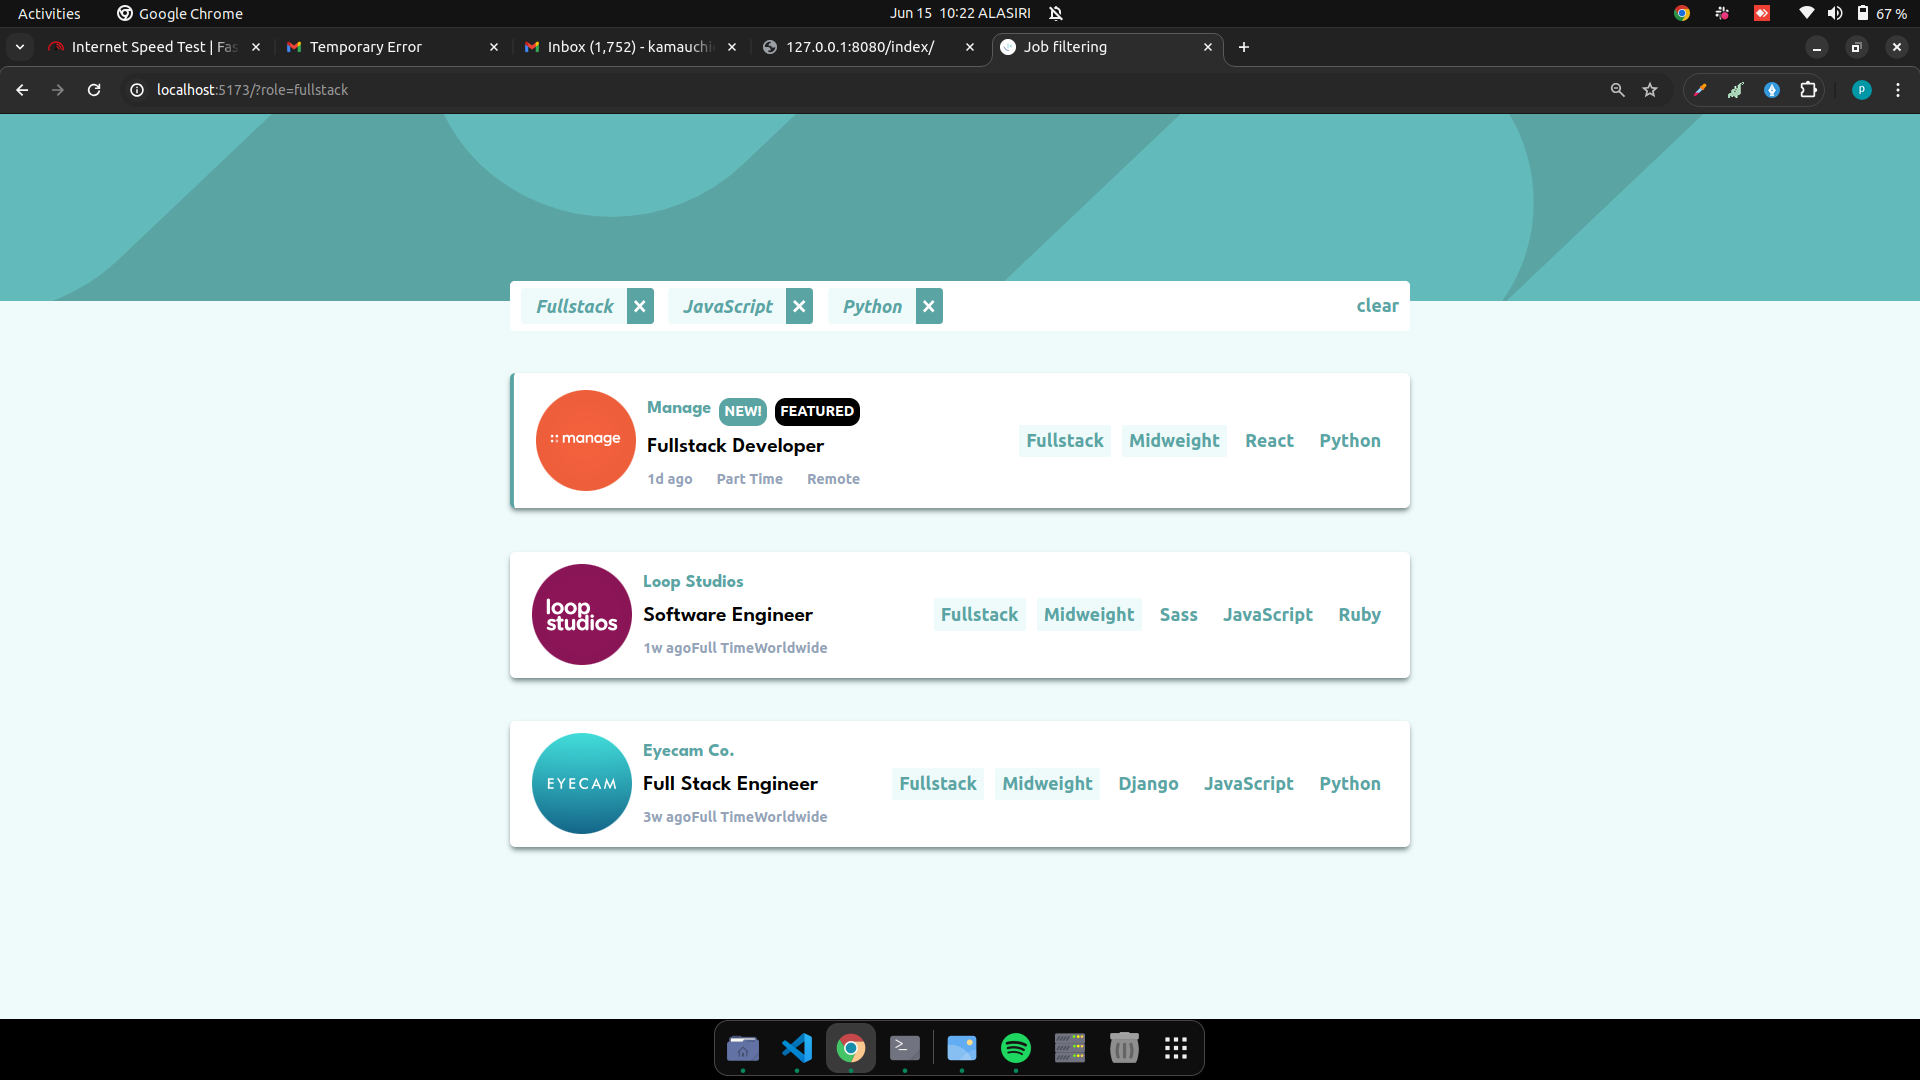 Activities Google Chrome Jun 15 10:22 ALASIRI 67 %
Internet Speed Test | Fas Temporary Error Inbox (1,752) - kamauchi 127.0.0.1:8080/index/ Job filtering
localhost:5173/?role=fullstack P
Fullstack JavaScript Python clear
manage
Manage NEW! FEATURED
Fullstack Developer
1d ago Part Time Remote
Fullstack Midweight React Python
loop
studios
Loop Studios
Software Engineer
1w agoFull TimeWorldwide
Fullstack Midweight Sass JavaScript Ruby
EYECAM
Eyecam Co.
Full Stack Engineer
3w agoFull TimeWorldwide
Fullstack Midweight Django JavaScript Python